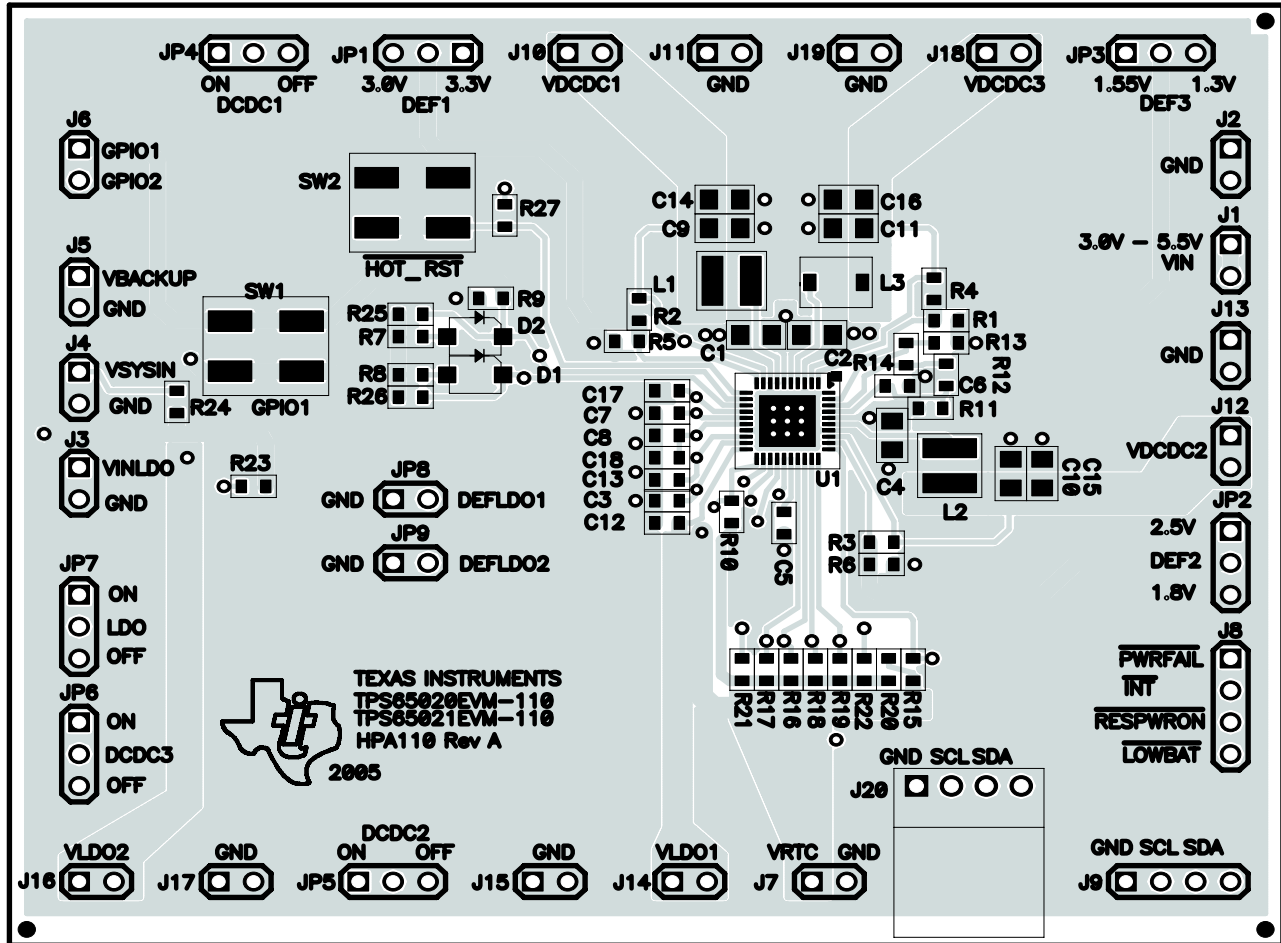 JP4 JP1 J10 J11 J19 J18 JP3
ON OFF 3.0V 3.3V VDCDC1 GND GND VDCDC3 1.55V 1.3V
DCDC1 DEF1 DEF3
J6
GPIO1
GPIO2
J2
GND
SW2
R27
HOT_RST
C14
C9
C16
C11
J1
3.0V - 5.5V
VIN
J5
VBACKUP
GND
SW1
GPIO1
R25
R7
R9
D2
R8
R26
D1
L1
R2
R5
L3
C1
C2
R4
R1
R13
R14
R12
C6
R11
J13
GND
J4
VSYSIN
GND
R24
C17
C7
C8
C18
C13
C3
C12
U1
C4
L2
C10
C15
J12
VDCDC2
J3
VINLDO
GND
R23
JP8
GND DEFLDO1
JP9
GND DEFLDO2
R10
C5
R3
R6
JP2
2.5V
DEF2
1.8V
JP7
ON
LDO
OFF
J8
PWRFAIL
INT
RESPWRON
LOWBAT
JP6
ON
DCDC3
OFF
TEXAS INSTRUMENTS
TPS65020EVM-110
TPS65021EVM-110
HPA110 Rev A
2005
R21 R17 R16 R18 R19 R22 R20 R15
GND SCL SDA
J20
VLDO2 GND DCDC2 GND VLDO1 VRTC GND GND SCL SDA
ON OFF
J16 J17 JP5 J15 J14 J7 J9